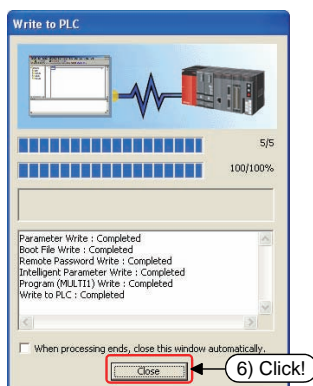 Write to PLC
5/5
100/100%
Parameter Write : Completed
Boot File Write : Completed
Remote Password Write : Completed
Intelligent Parameter Write : Completed
Program (MULTI1) Write : Completed
Write to PLC : Completed
When processing ends, close this window automatically.
Close
6) Click!